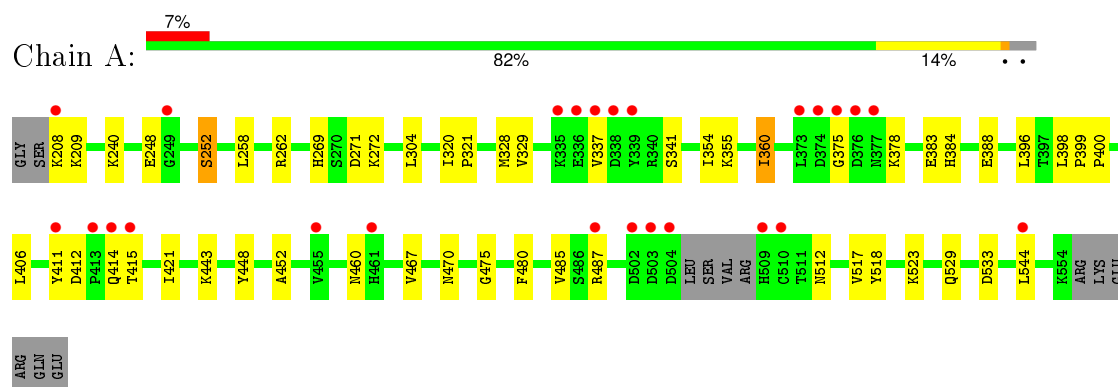 7%
Chain A:
82%
14%
GLY SER K208 K209 K240 E248 G249 S252 L258 R262 H269 S270 D271 K272 L304 I320 P321 N328 V329 K335 E336 V337 D338 Y339 R340 S341 I354 K355 I360 L373 D374 G375 D376 N377 K378 E383 H384 E388 L396 T397 L398 P399 P400
L406 Y411 D412 P413 Q414 T415 I421 K443 Y448 A452 V455 N460 H461 V467 N470 G475 F480 V485 S486 R487 D502 D503 D504 LEU SER VAL ARG H509 C510 T511 N512 V517 Y518 K523 Q529 D533 L544 K554 ARG LYS GLU
ARG GLN GLU